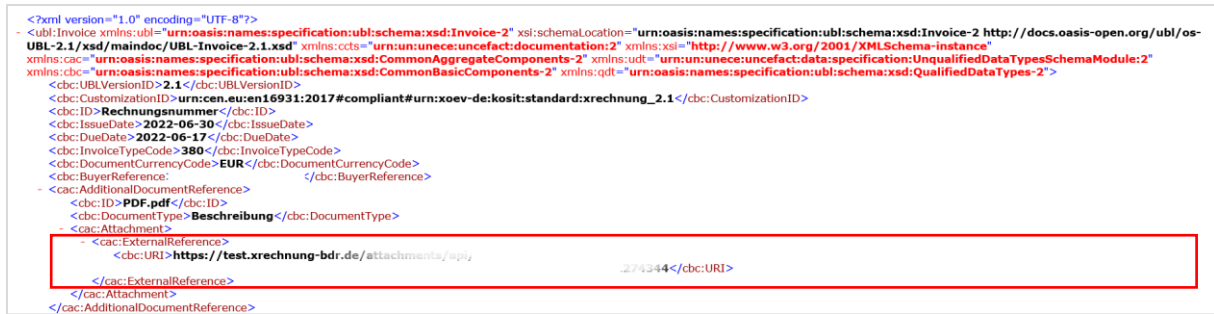 <?xml version="1.0" encoding="UTF-8"?>
- <ubl:Invoice xmlns:ubl="urn:oasis:names:specification:ubl:schema:xsd:Invoice-2" xsi:schemaLocation="urn:oasis:names:specification:ubl:schema:xsd:Invoice-2 http://docs.oasis-open.org/ubl/os-
UBL-2.1/xsd/maindoc/UBL-Invoice-2.1.xsd" xmlns:ccts="urn:un:unece:uncefact:documentation:2" xmlns:xsi="http://www.w3.org/2001/XMLSchema-instance"
xmlns:cac="urn:oasis:names:specification:ubl:schema:xsd:CommonAggregateComponents-2" xmlns:udt="urn:un:unece:uncefact:data:specification:UnqualifiedDataTypesSchemaModule:2"
xmlns:cbc="urn:oasis:names:specification:ubl:schema:xsd:CommonBasicComponents-2" xmlns:qdt="urn:oasis:names:specification:ubl:schema:xsd:QualifiedDataTypes-2">
<cbc:UBLVersionID>2.1</cbc:UBLVersionID>
<cbc:CustomizationID>urn:cen.eu:en16931:2017#compliant#urn:xoev-de:kosit:standard:xrechnung_2.1</cbc:CustomizationID>
<cbc:ID>Rechnungsnummer</cbc:ID>
<cbc:IssueDate>2022-06-30</cbc:IssueDate>
<cbc:DueDate>2022-06-17</cbc:DueDate>
<cbc:InvoiceTypeCode>380</cbc:InvoiceTypeCode>
<cbc:DocumentCurrencyCode>EUR</cbc:DocumentCurrencyCode>
<cbc:BuyerReference: </cbc:BuyerReference>
- <cac:AdditionalDocumentReference>
<cbc:ID>PDF.pdf</cbc:ID>
<cbc:DocumentType>Beschreibung</cbc:DocumentType>
- <cac:Attachment>
- <cac:ExternalReference>
<cbc:URI>https://test.xrechnung-bdr.de/attachments/api/
.274344</cbc:URI>
</cac:ExternalReference>
</cac:Attachment>
</cac:AdditionalDocumentReference>